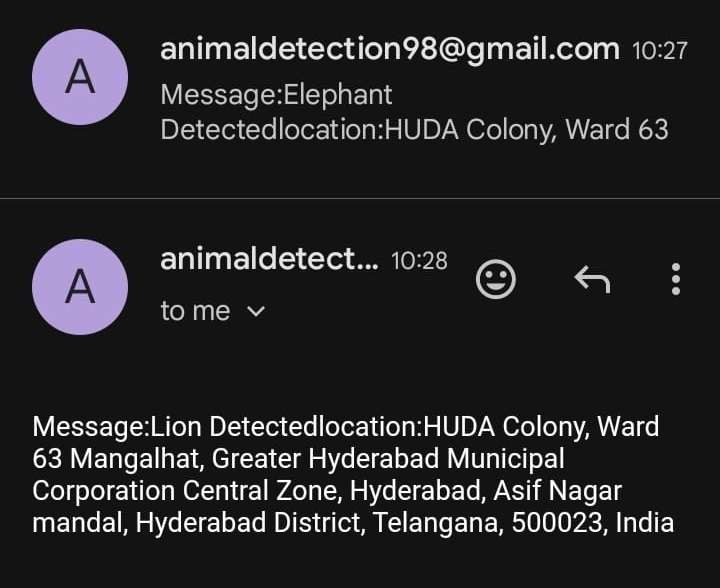 A
animaldetection98@gmail.com 10:27
Message:Elephant
Detectedlocation:HUDA Colony, Ward 63
A
animaldetect... 10:28
to me
Message:Lion Detectedlocation:HUDA Colony, Ward
63 Mangalhat, Greater Hyderabad Municipal
Corporation Central Zone, Hyderabad, Asif Nagar
mandal, Hyderabad District, Telangana, 500023, India